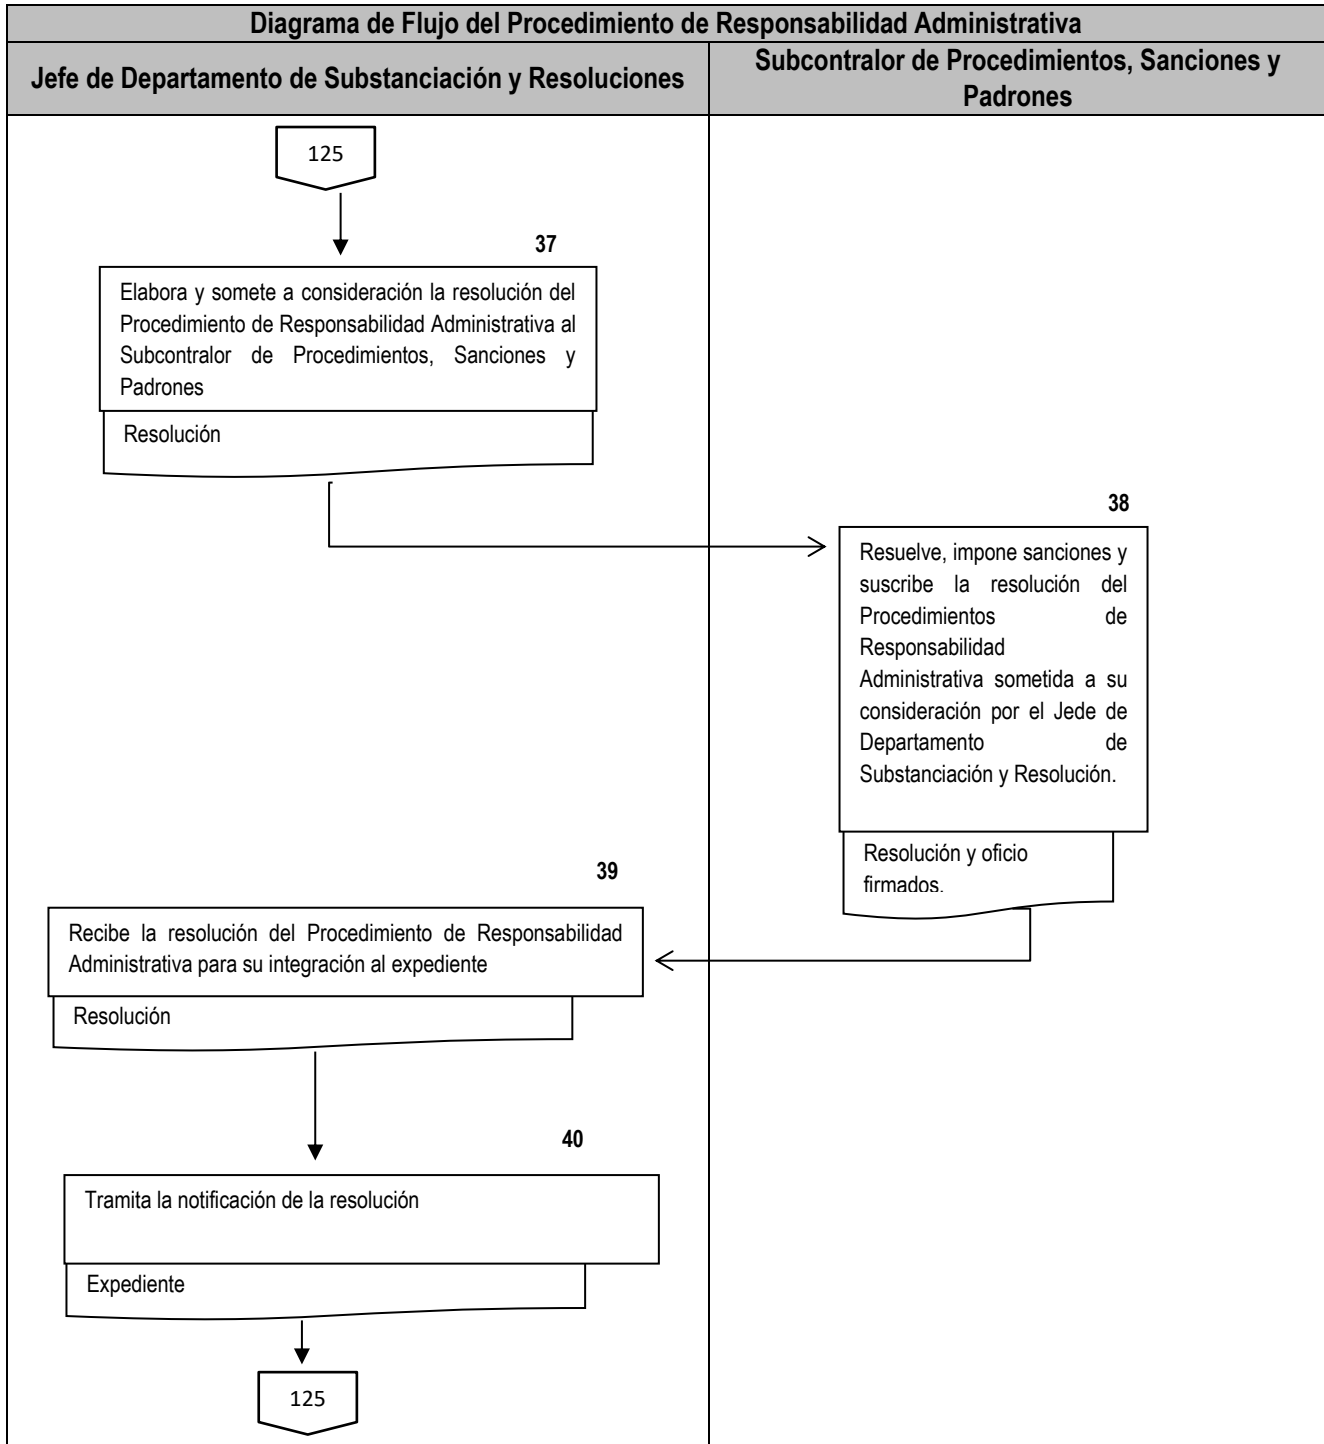 Diagrama de Flujo del Procedimiento de Responsabilidad Administrativa
Jefe de Departamento de Substanciación y Resoluciones
Subcontralor de Procedimientos, Sanciones y
Padrones
125
37
Elabora y somete a consideración la resolución del
Procedimiento de Responsabilidad Administrativa al
Subcontralor de Procedimientos, Sanciones y
Padrones
Resolución
38
Resuelve, impone sanciones y
suscribe la resolución del
Procedimientos de
Responsabilidad
Administrativa sometida a su
consideración por el Jede de
Departamento de
Substanciación y Resolución.
Resolución y oficio
firmados.
39
Recibe la resolución del Procedimiento de Responsabilidad
Administrativa para su integración al expediente
Resolución
40
Tramita la notificación de la resolución
Expediente
125